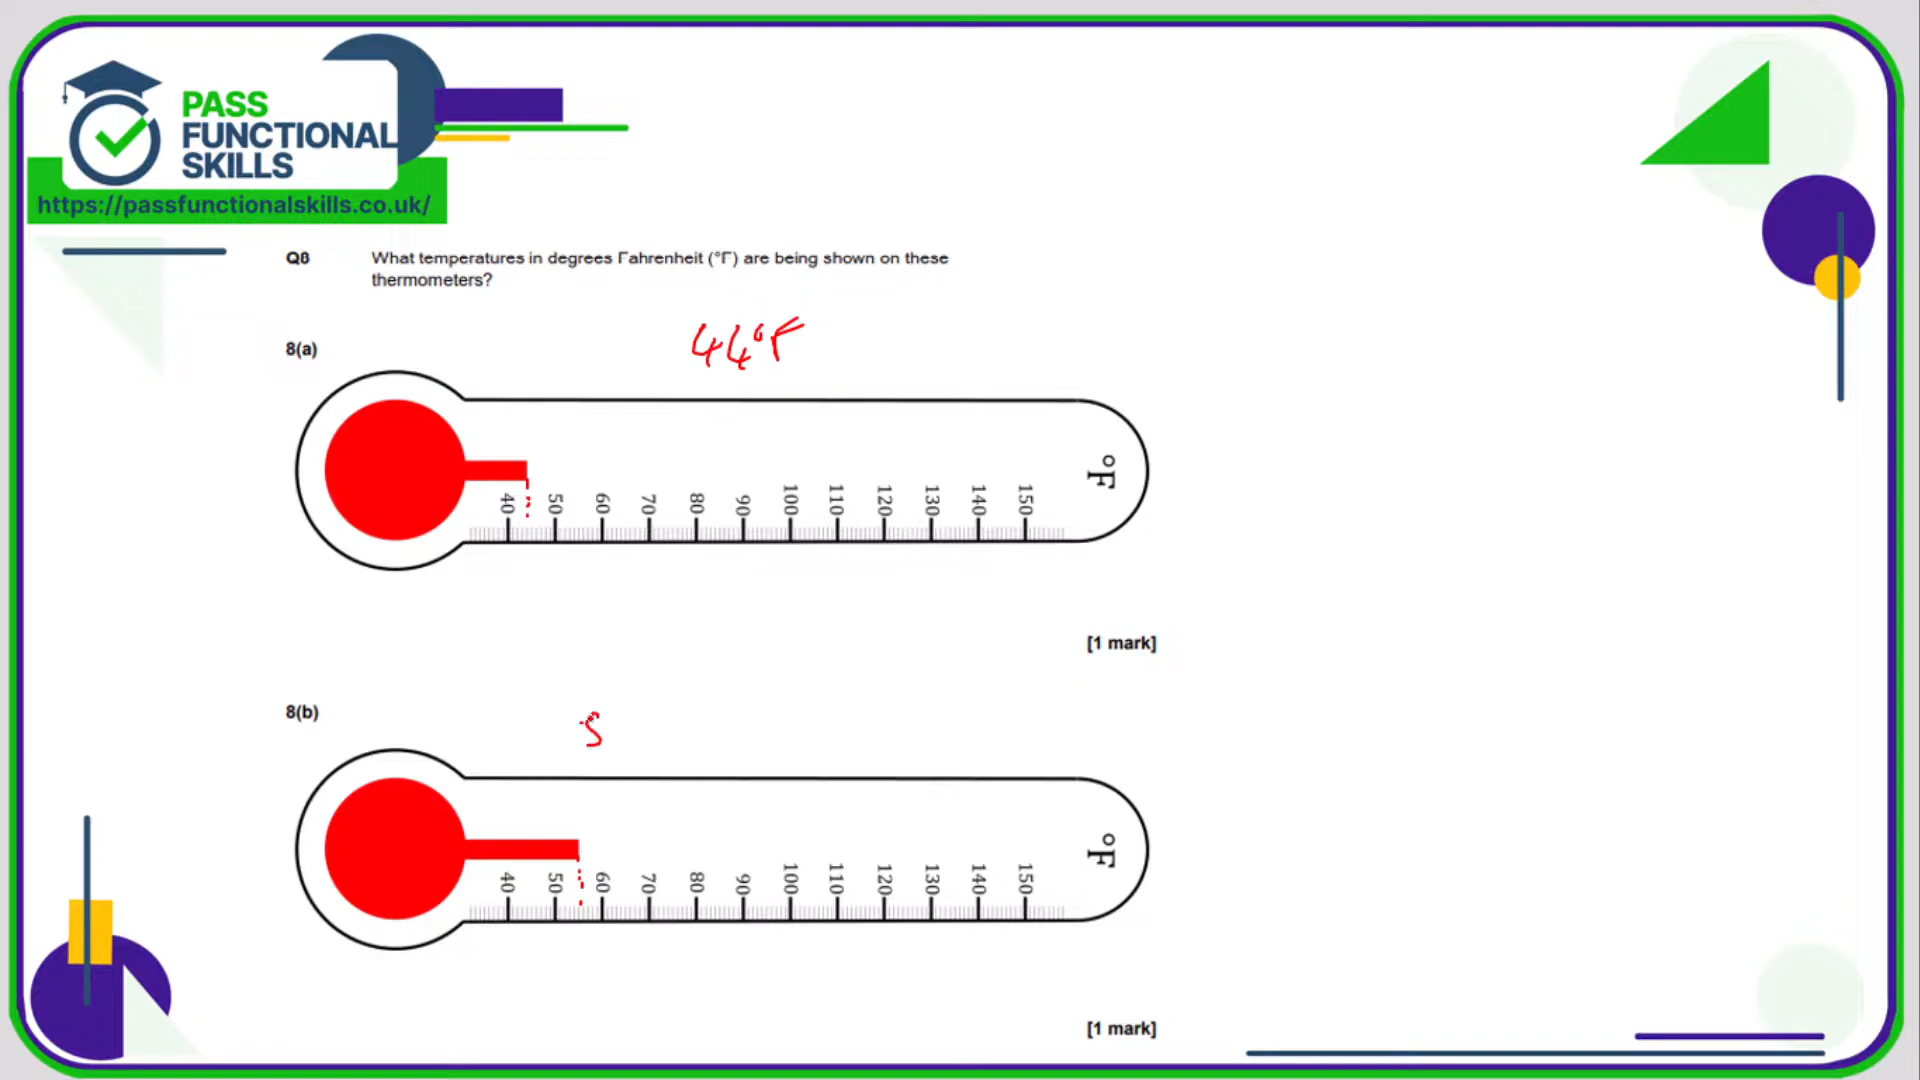 PASS
FUNCTIONAL
SKILLS
https://passfunctionalskills.co.uk/
Q8 What temperatures in degrees Fahrenheit (°F) are being shown on these
thermometers?
44°F
8(a)
°F
40 50 60 70 80 90 100 110 120 130 140 150
[1 mark]
8(b)
5
°F
40 50 60 70 80 90 100 110 120 130 140 150
[1 mark]